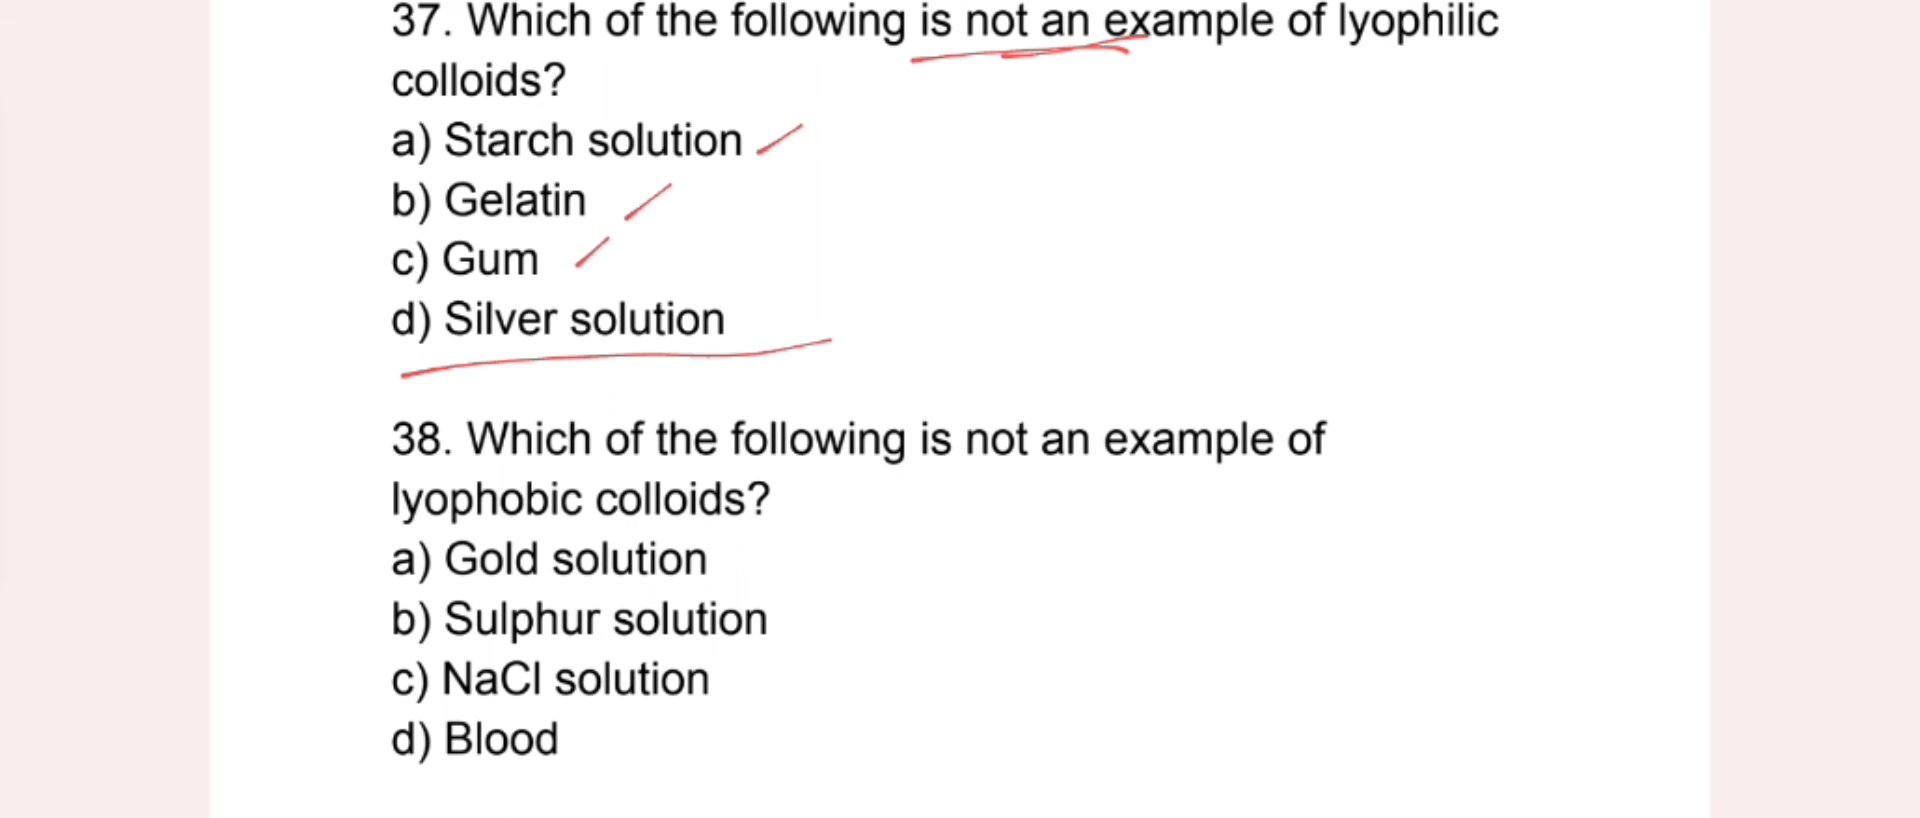 37. Which of the following is not an example of lyophilic
colloids?
a) Starch solution
b) Gelatin
c) Gum
d) Silver solution
38. Which of the following is not an example of
lyophobic colloids?
a) Gold solution
b) Sulphur solution
c) NaCl solution
d) Blood